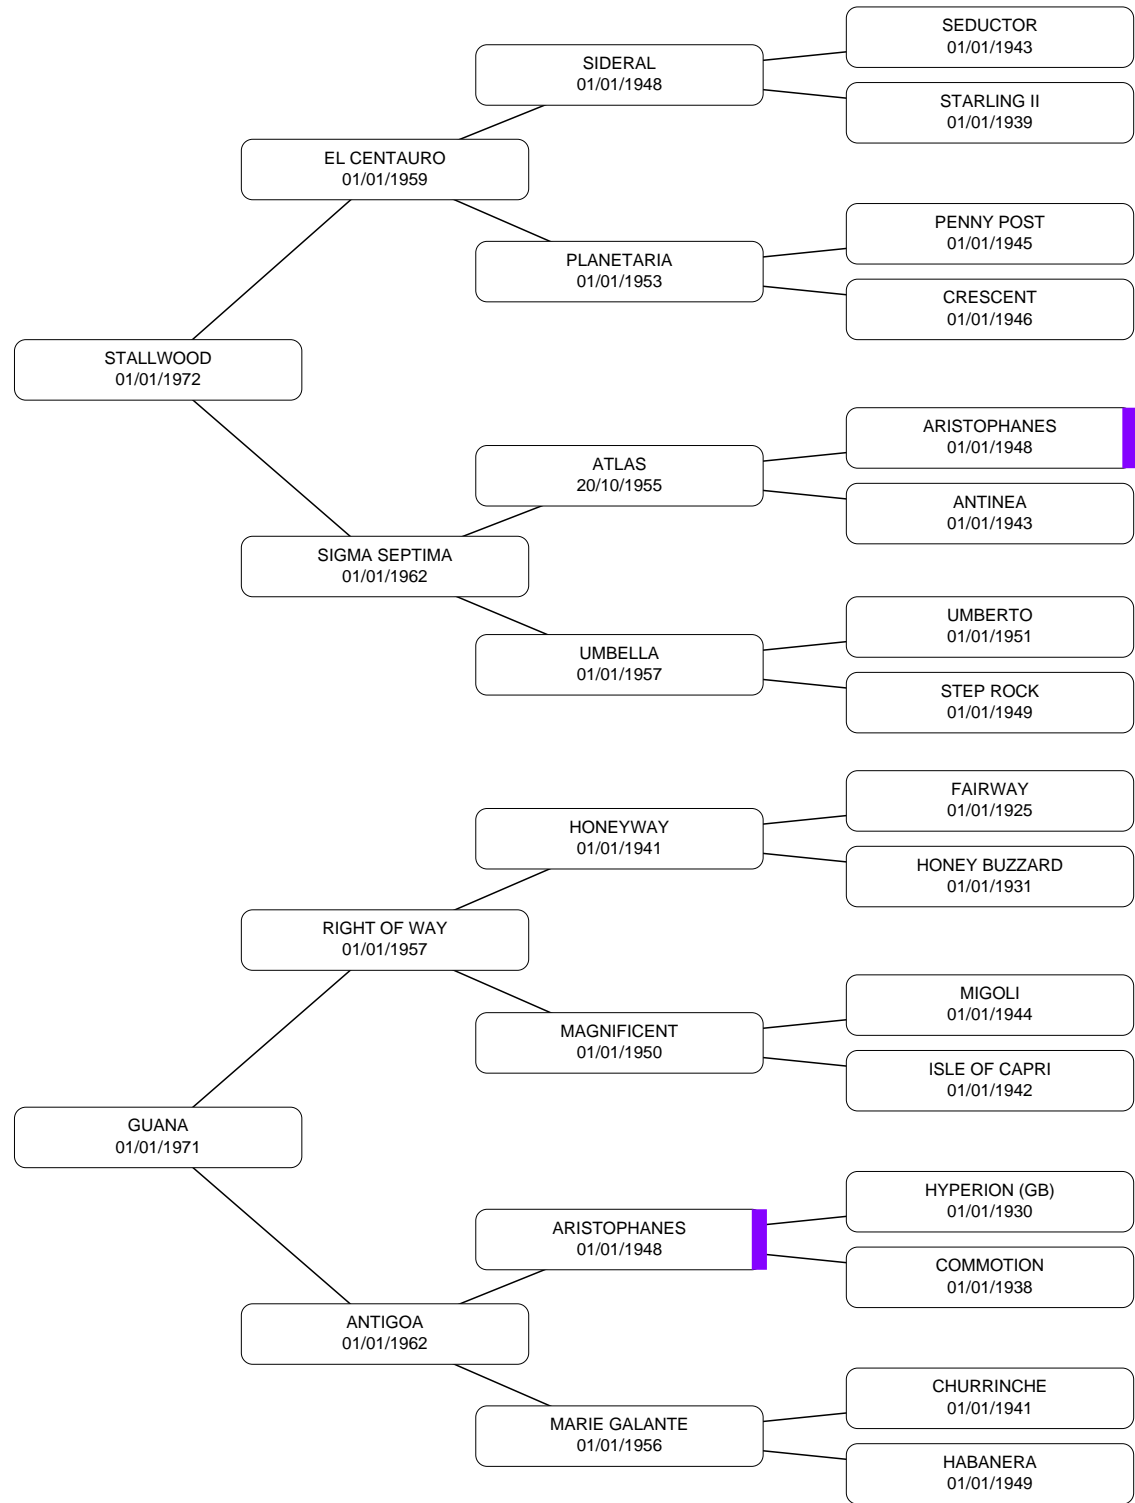 SEDUCTOR
01/01/1943
SIDERAL
01/01/1948
STARLING II
01/01/1939
EL CENTAURO
01/01/1959
PENNY POST
01/01/1945
PLANETARIA
01/01/1953
CRESCENT
01/01/1946
STALLWOOD
01/01/1972
ARISTOPHANES
01/01/1948
ATLAS
20/10/1955
ANTINEA
01/01/1943
SIGMA SEPTIMA
01/01/1962
UMBERTO
01/01/1951
UMBELLA
01/01/1957
STEP ROCK
01/01/1949
FAIRWAY
01/01/1925
HONEYWAY
01/01/1941
HONEY BUZZARD
01/01/1931
RIGHT OF WAY
01/01/1957
MIGOLI
01/01/1944
MAGNIFICENT
01/01/1950
ISLE OF CAPRI
01/01/1942
GUANA
01/01/1971
HYPERION (GB)
01/01/1930
ARISTOPHANES
01/01/1948
COMMOTION
01/01/1938
ANTIGOA
01/01/1962
CHURRINCHE
01/01/1941
MARIE GALANTE
01/01/1956
HABANERA
01/01/1949